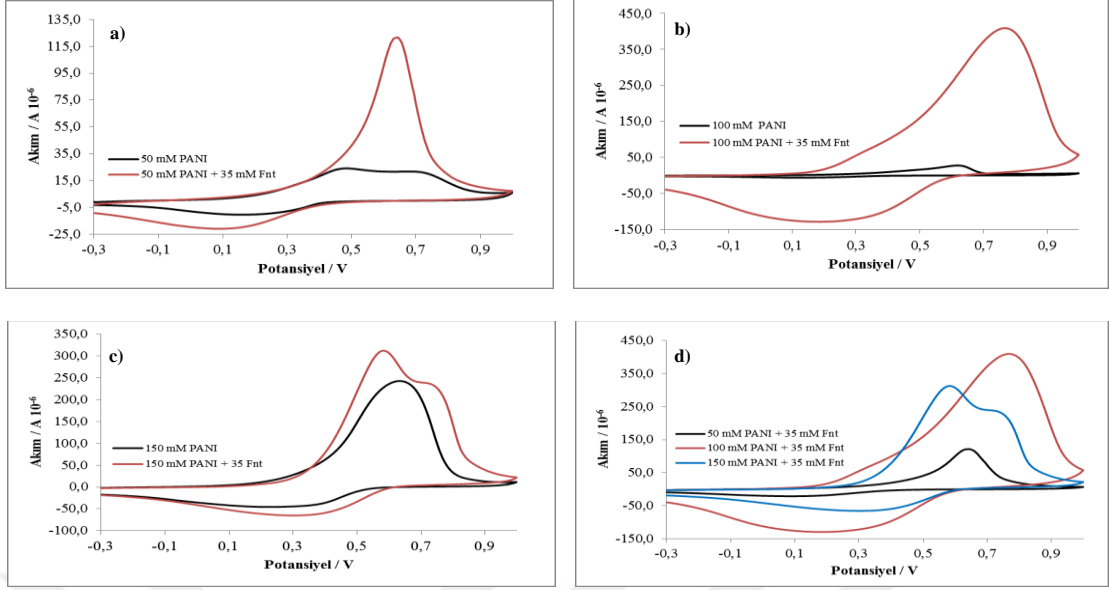 a)
135,0
115,0
95,0
75,0
55,0
35,0
15,0
-5,0
-25,0
Akım / A 10-6
50 mM PANI
50 mM PANI + 35 mM Fnt
-0,3
-0,1
0,1
0,3
0,5
0,7
0,9
Potansiyel / V
b)
450,0
350,0
250,0
150,0
50,0
-50,0
-150,0
Akım / A 10-6
100 mM PANI
100 mM PANI + 35 mM Fnt
-0,3
-0,1
0,1
0,3
0,5
0,7
0,9
Potansiyel / V
c)
350,0
300,0
250,0
200,0
150,0
100,0
50,0
0,0
-50,0
-100,0
Akım / A 10-6
150 mM PANI
150 mM PANI + 35 Fnt
-0,3
-0,1
0,1
0,3
0,5
0,7
0,9
Potansiyel / V
d)
450,0
350,0
250,0
150,0
50,0
-50,0
-150,0
Akım / 10-6
50 mM PANI + 35 mM Fnt
100 mM PANI + 35 mM Fnt
150 mM PANI + 35 mM Fnt
-0,3
-0,1
0,1
0,3
0,5
0,7
0,9
Potansiyel / V